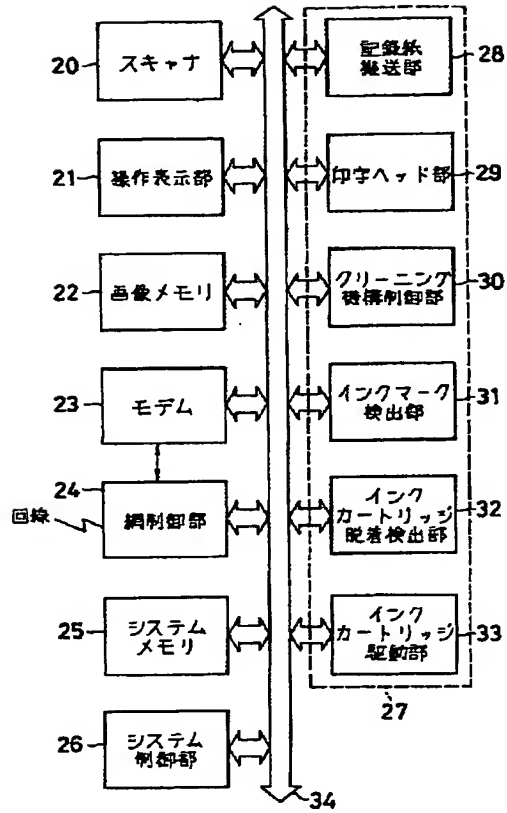 20
スキャナ
21
操作表示部
22
画像メモリ
23
モデム
24
回線
網制御部
25
システム
メモリ
26
システム
制御部
記録紙
搬送部
28
印字ヘッド部
29
クリーニング
機構制御部
30
インクマーク
検出部
31
インク
カートリッジ
脱着検出部
32
インク
カートリッジ
駆動部
33
27
34